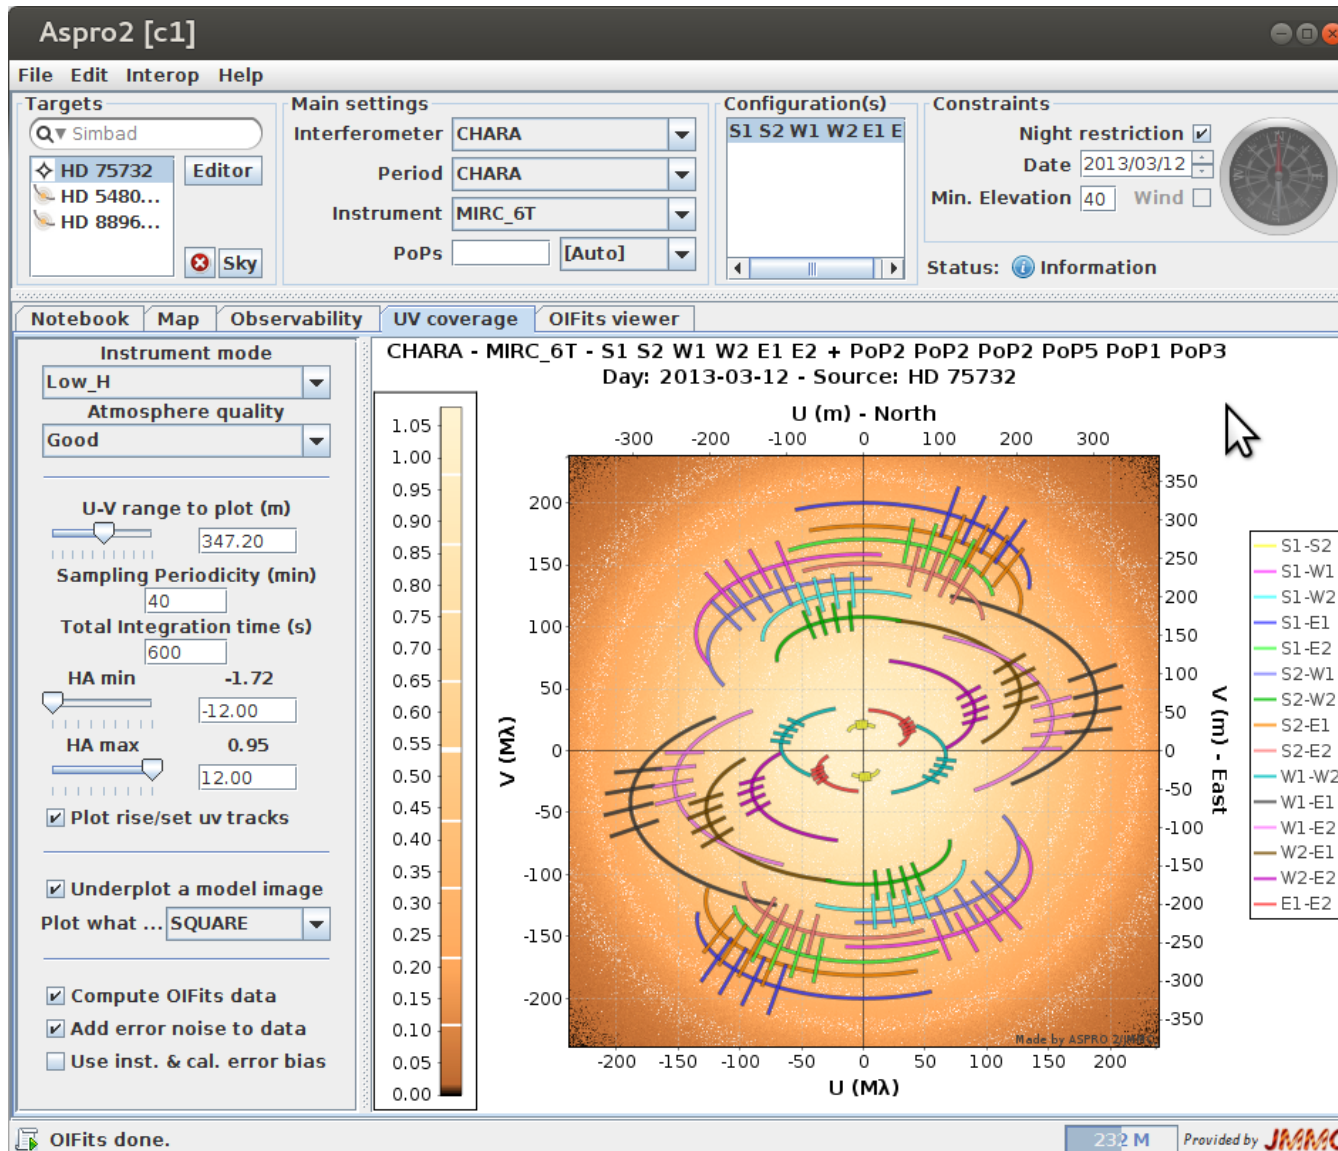 Aspro2 [c1]
File Edit Interop Help
Targets
Simbad
HD 75732
HD 5480...
HD 8896...
Editor
Sky
Main settings
Interferometer CHARA
Period CHARA
Instrument MIRC_6T
PoPs [Auto]
Configuration(s)
S1 S2 W1 W2 E1 E
Constraints
Night restriction
Date 2013/03/12
Min. Elevation 40 Wind
Status: Information
Notebook Map Observability UV coverage OIFits viewer
Instrument mode
Low_H
Atmosphere quality
Good
U-V range to plot (m)
347.20
Sampling Periodicity (min)
40
Total Integration time (s)
600
HA min -1.72
-12.00
HA max 0.95
12.00
Plot rise/set uv tracks
Underplot a model image
Plot what ... SQUARE
Compute OIFits data
Add error noise to data
Use inst. & cal. error bias
CHARA - MIRC_6T - S1 S2 W1 W2 E1 E2 + PoP2 PoP2 PoP2 PoP5 PoP1 PoP3
Day: 2013-03-12 - Source: HD 75732
1.05
1.00
0.95
0.90
0.85
0.80
0.75
0.70
0.65
0.60
0.55
0.50
0.45
0.40
0.35
0.30
0.25
0.20
0.15
0.10
0.05
0.00
U (m) - North
-300 -200 -100 0 100 200 300
V (Mλ)
200
150
100
50
0
-50
-100
-150
-200
350
300
250
200
150
100
50
0
-50
-100
-150
-200
-250
-300
-350
V (m) - East
Made by ASPRO 2/JMMC
-200 -150 -100 -50 0 50 100 150 200
U (Mλ)
S1-S2
S1-W1
S1-W2
S1-E1
S1-E2
S2-W1
S2-W2
S2-E1
S2-E2
W1-W2
W1-E1
W1-E2
W2-E1
W2-E2
E1-E2
OIFits done.
232 M
Provided by JMMC